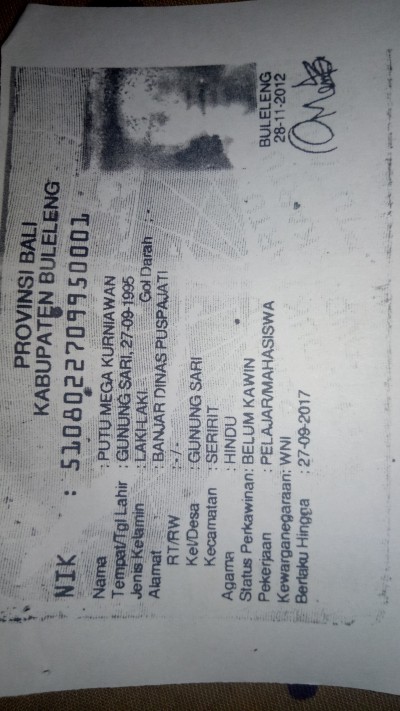 PROVINSI BALI
KABUPATEN BULELENG
NIK : 5108022709950001
Nama : PUTU MEGA KURNIAWAN
Tempat/Tgl Lahir : GUNUNG SARI, 27-09-1995
Jenis Kelamin : LAKI-LAKI Gol Darah : -
Alamat : BANJAR DINAS PUSPAJATI
RT/RW : - / -
Kel/Desa : GUNUNG SARI
Kecamatan : SERIRIT
Agama : HINDU
Status Perkawinan: BELUM KAWIN
Pekerjaan : PELAJAR/MAHASISWA
Kewarganegaraan: WNI
Berlaku Hingga : 27-09-2017
BULELENG
28-11-2012